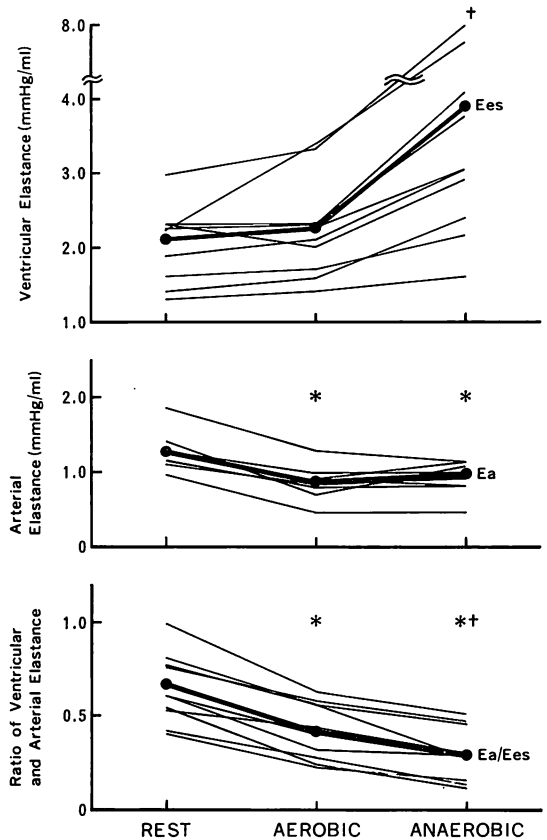 8.0
†
4.0
Ees
3.0
2.0
1.0
Ventricular Elastance (mmHg/ml)
2.0
*
*
1.0
Ea
0
Arterial
Elastance (mmHg/ml)
1.0
*
*†
0.5
Ea/Ees
0
Ratio of Ventricular
and Arterial Elastance
REST AEROBIC ANAEROBIC